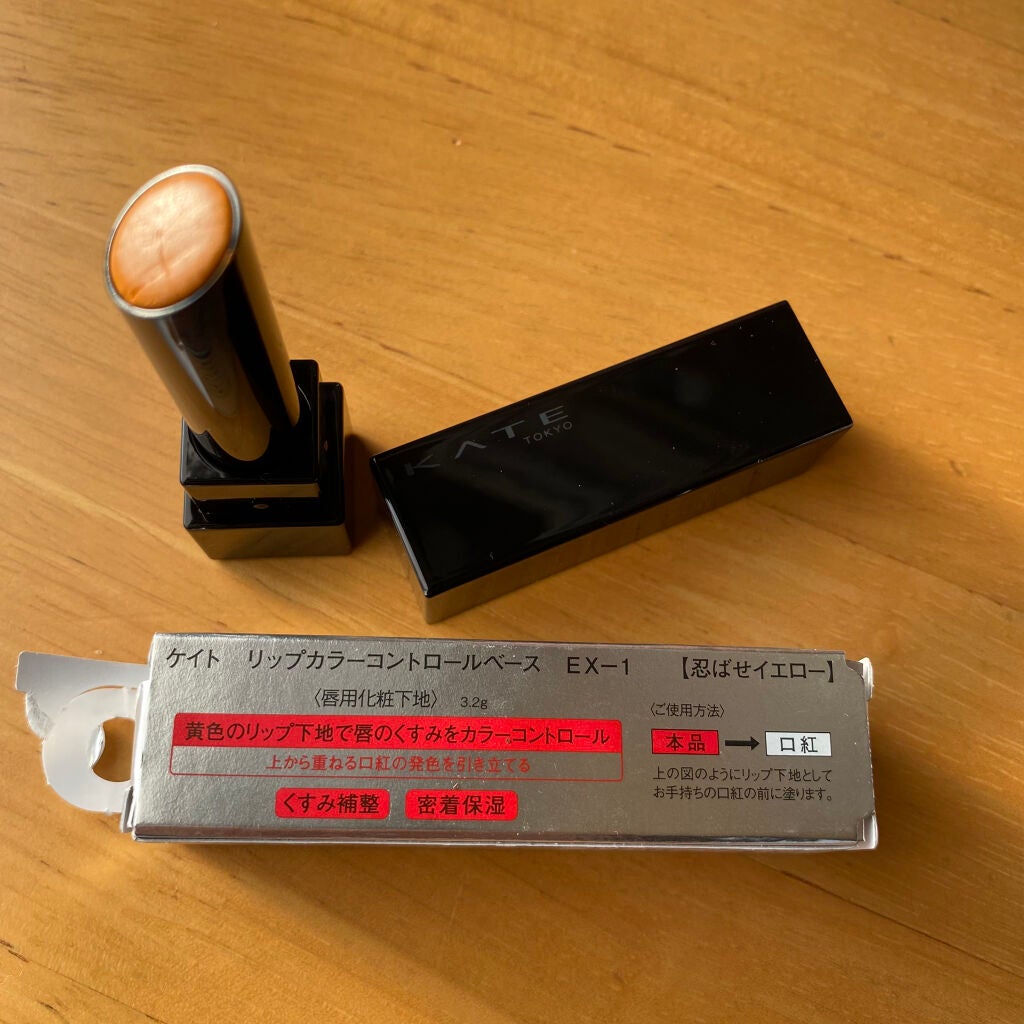 KATE
TOKYO
ケイト リップカラーコントロールベース EX-1 【忍ばせイエロー】
〈唇用化粧下地〉 3.2g
黄色のリップ下地で唇のくすみをカラーコントロール
上から重ねる口紅の発色を引き立てる
くすみ補整 密着保湿
〈ご使用方法〉
本品 → 口紅
上の図のようにリップ下地として
お手持ちの口紅の前に塗ります。